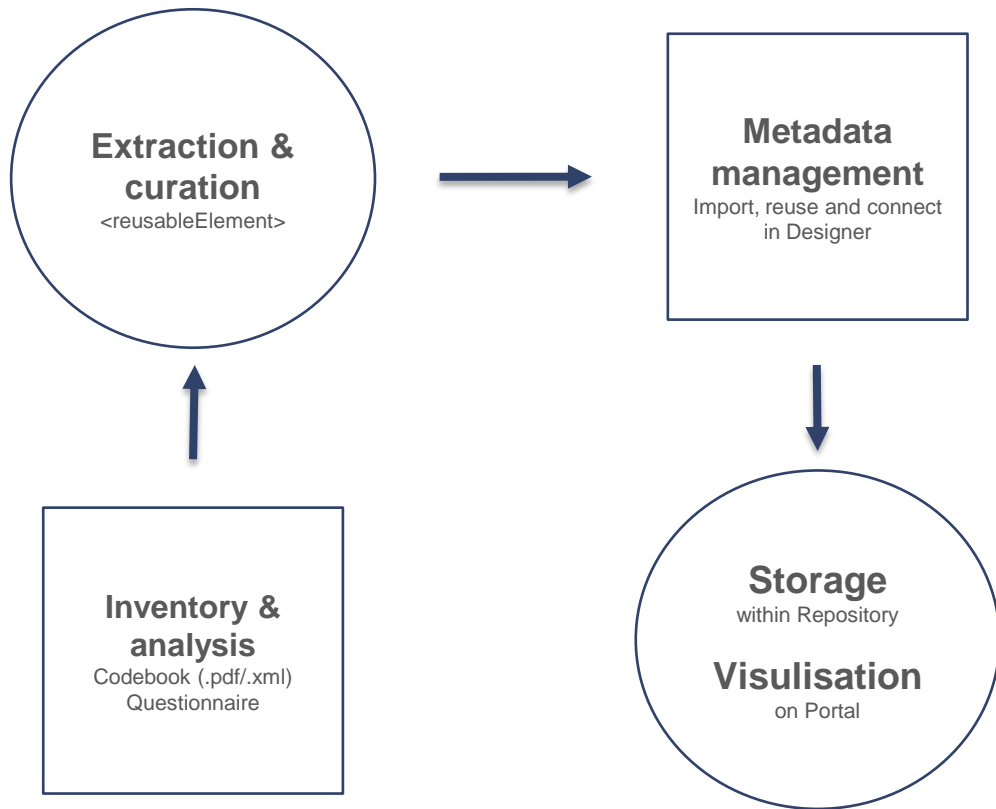 Extraction &
curation
<reusableElement>
Metadata
management
Import, reuse and connect
in Designer
Inventory &
analysis
Codebook (.pdf/.xml)
Questionnaire
Storage
within Repository
Visulisation
on Portal